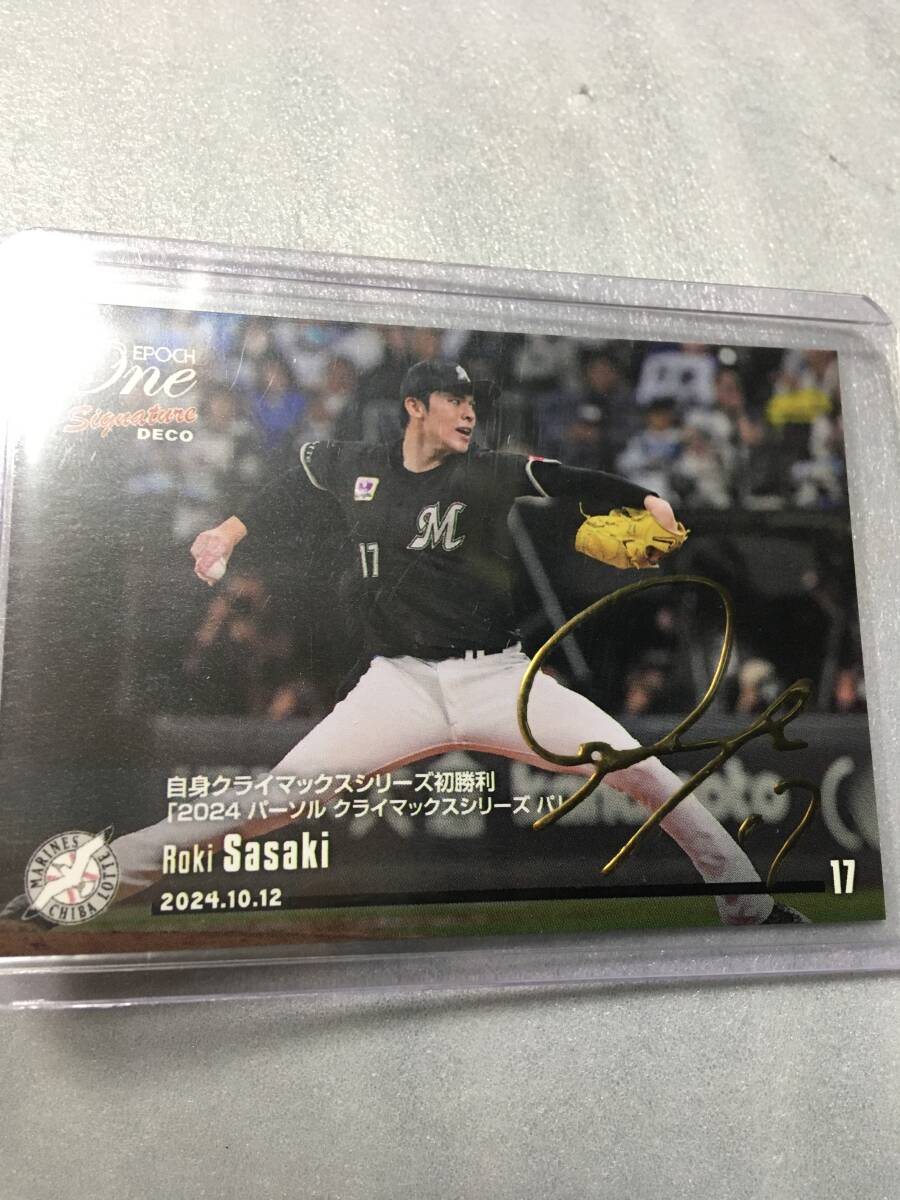 EPOCH
One
Signature
DECO
M
17
自身クライマックスシリーズ初勝利
「2024 パーソル クライマックスシリーズ パ」
Roki Sasaki
2024.10.12
17
17
MARINES
CHIBA LOTTE